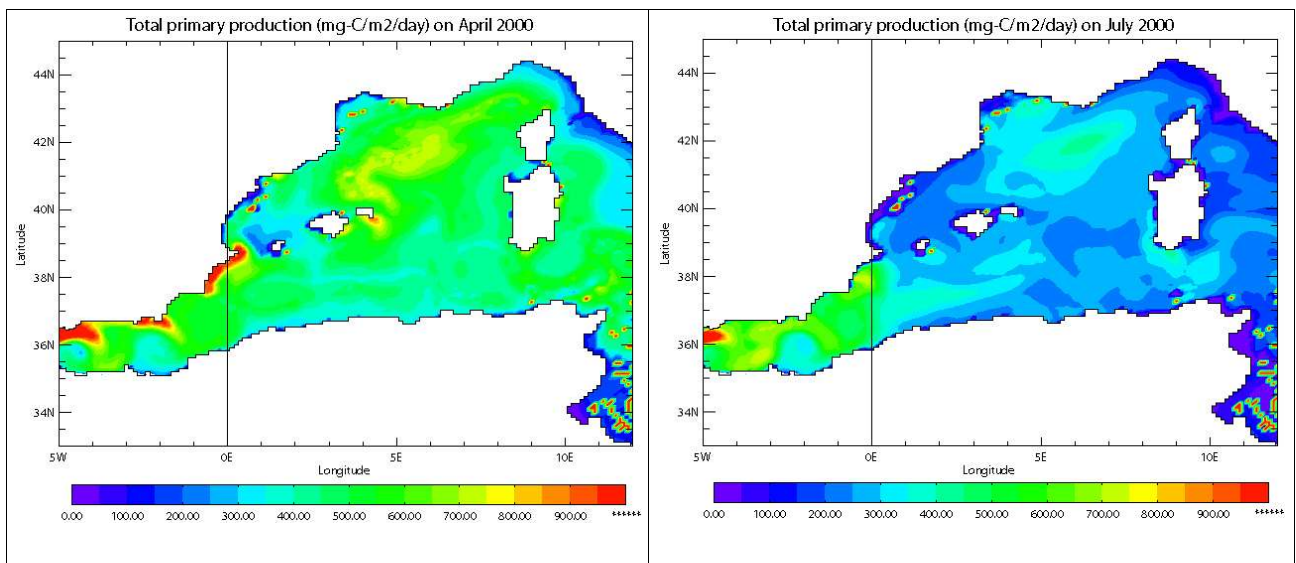 Total primary production (mg-C/m2/day) on April 2000
44N
42N
40N
38N
36N
34N
Latitude
5W 0E 5E 10E
Longitude
0.00 100.00 200.00 300.00 400.00 500.00 600.00 700.00 800.00 900.00 ******
Total primary production (mg-C/m2/day) on July 2000
44N
42N
40N
38N
36N
34N
Latitude
5W 0E 5E 10E
Longitude
0.00 100.00 200.00 300.00 400.00 500.00 600.00 700.00 800.00 900.00 ******